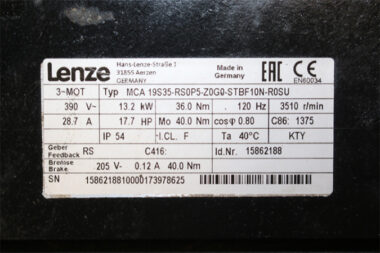 Lenze
Hans-Lenze-Straße 1
31855 Aerzen
GERMANY
Made in
Germany
EAC CE
EN60034
3~MOT Typ MCA 19S35-RS0P5-Z0G0-STBF10N-R0SU
390 V~ 13.2 kW 36.0 Nm 120 Hz 3510 r/min
28.7 A 17.7 HP Mo 40.0 Nm cosφ 0.80 C86: 1375
IP 54 I.CL. F Ta 40°C KTY
Geber
Feedback RS C416: Id.Nr. 15862188
Bremse
Brake 205 V- 0.12 A 40.0 Nm
SN 1586218810000173978625